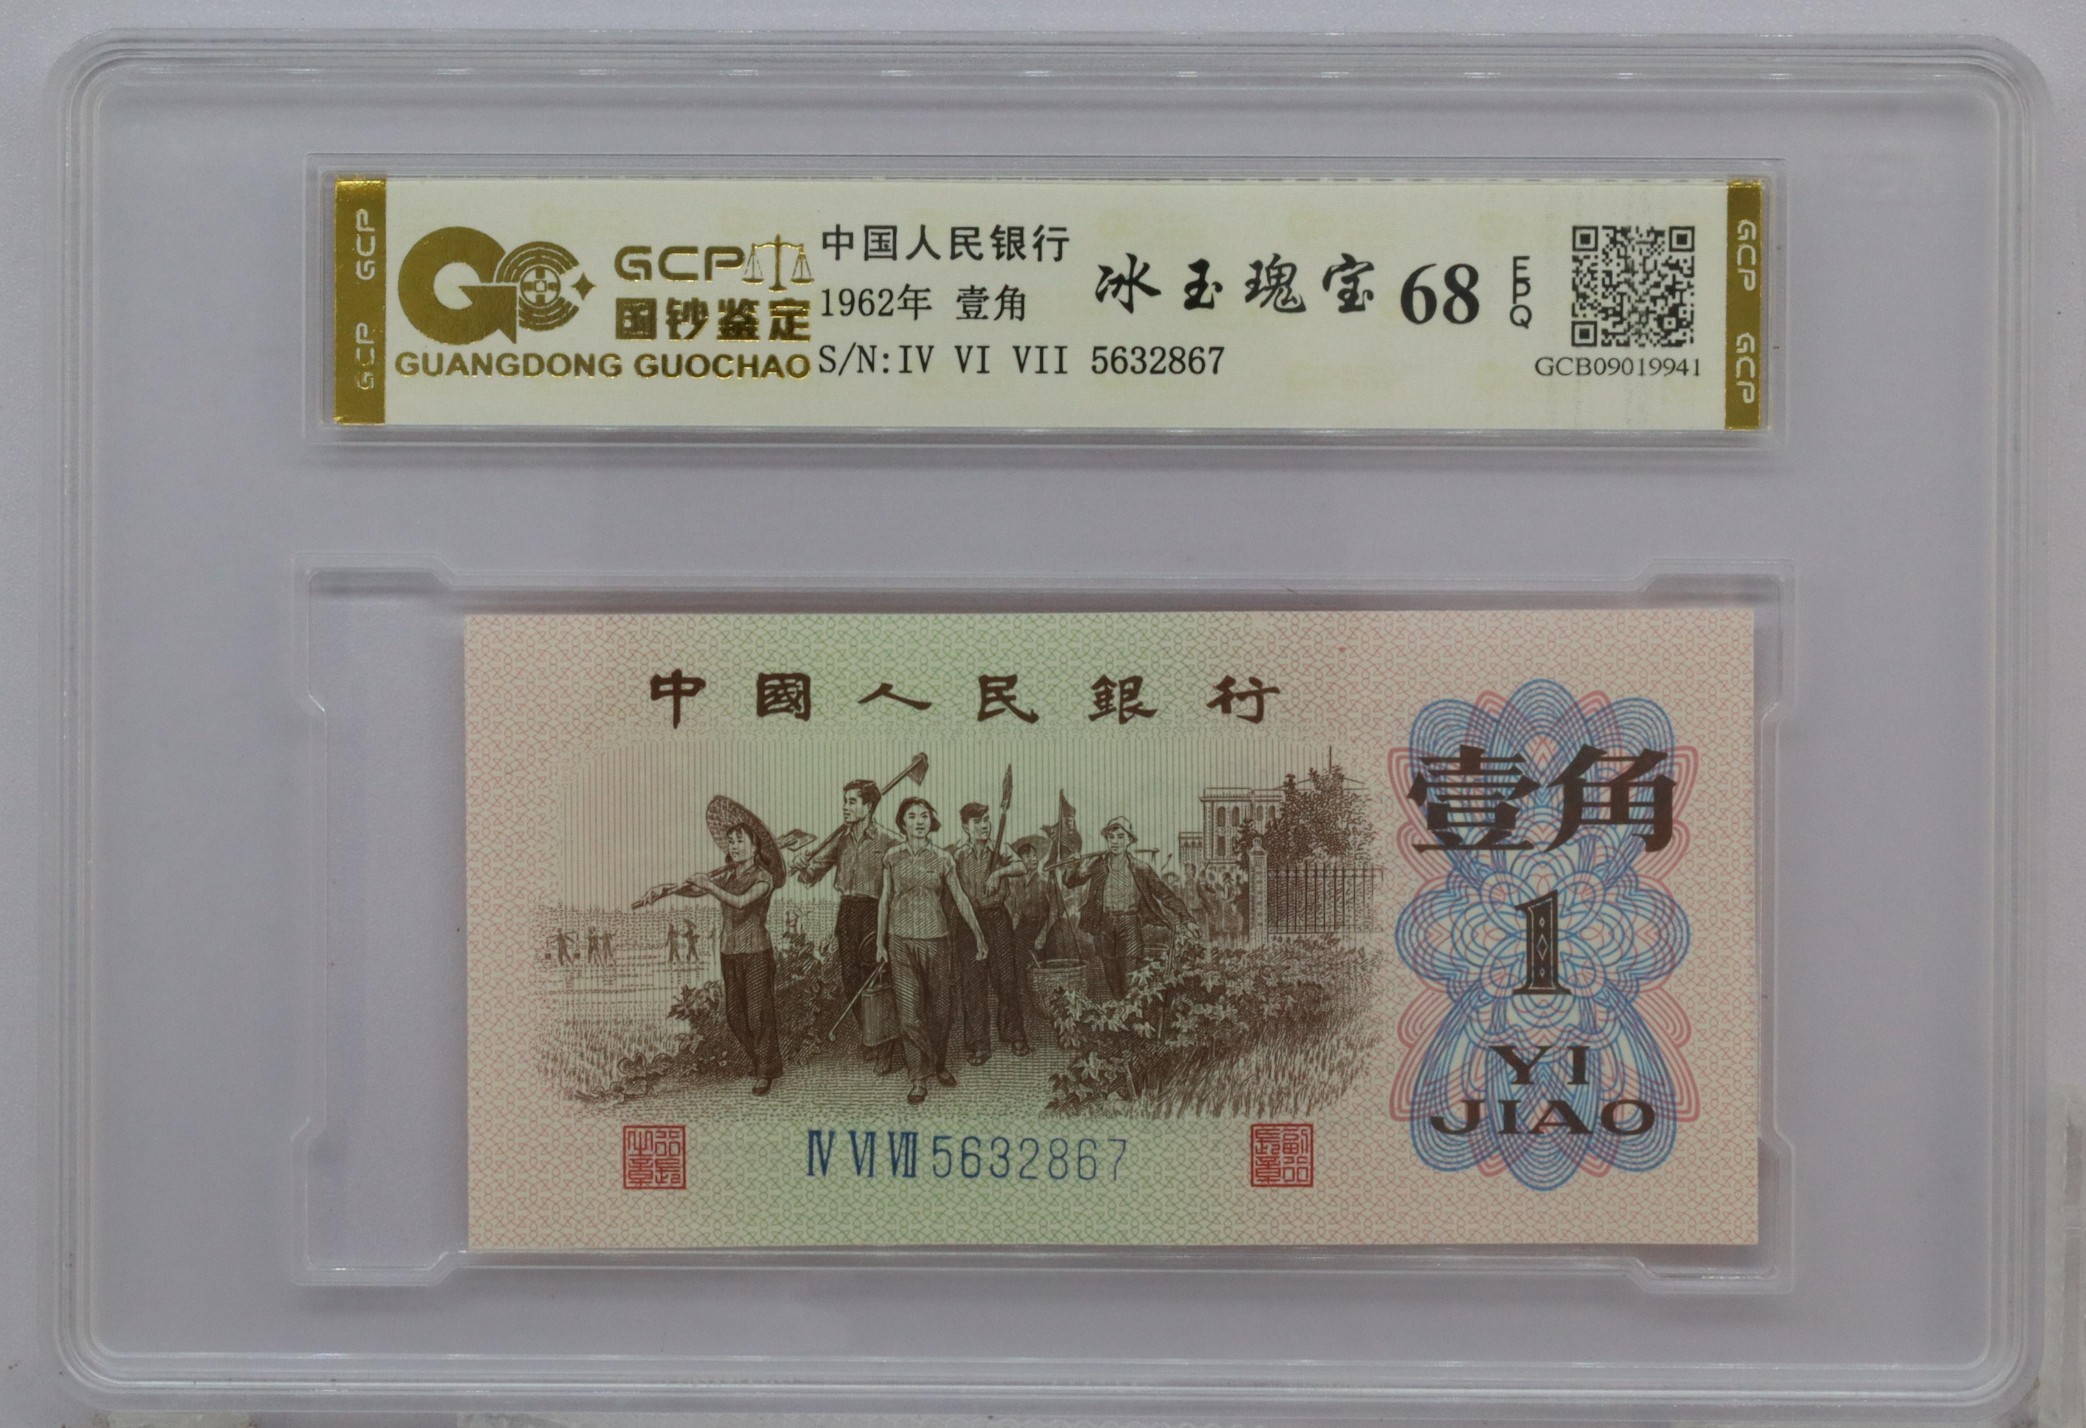 GCP
GCP
GCP
国钞鉴定
GUANGDONG GUOCHAO
中国人民银行
1962年 壹角
S/N:IV VI VII 5632867
冰玉瑰宝
68
EPQ
GCB09019941
GCP
GCP
中國人民銀行
壹角
1
YI
JIAO
Ⅳ Ⅵ Ⅶ 5632867